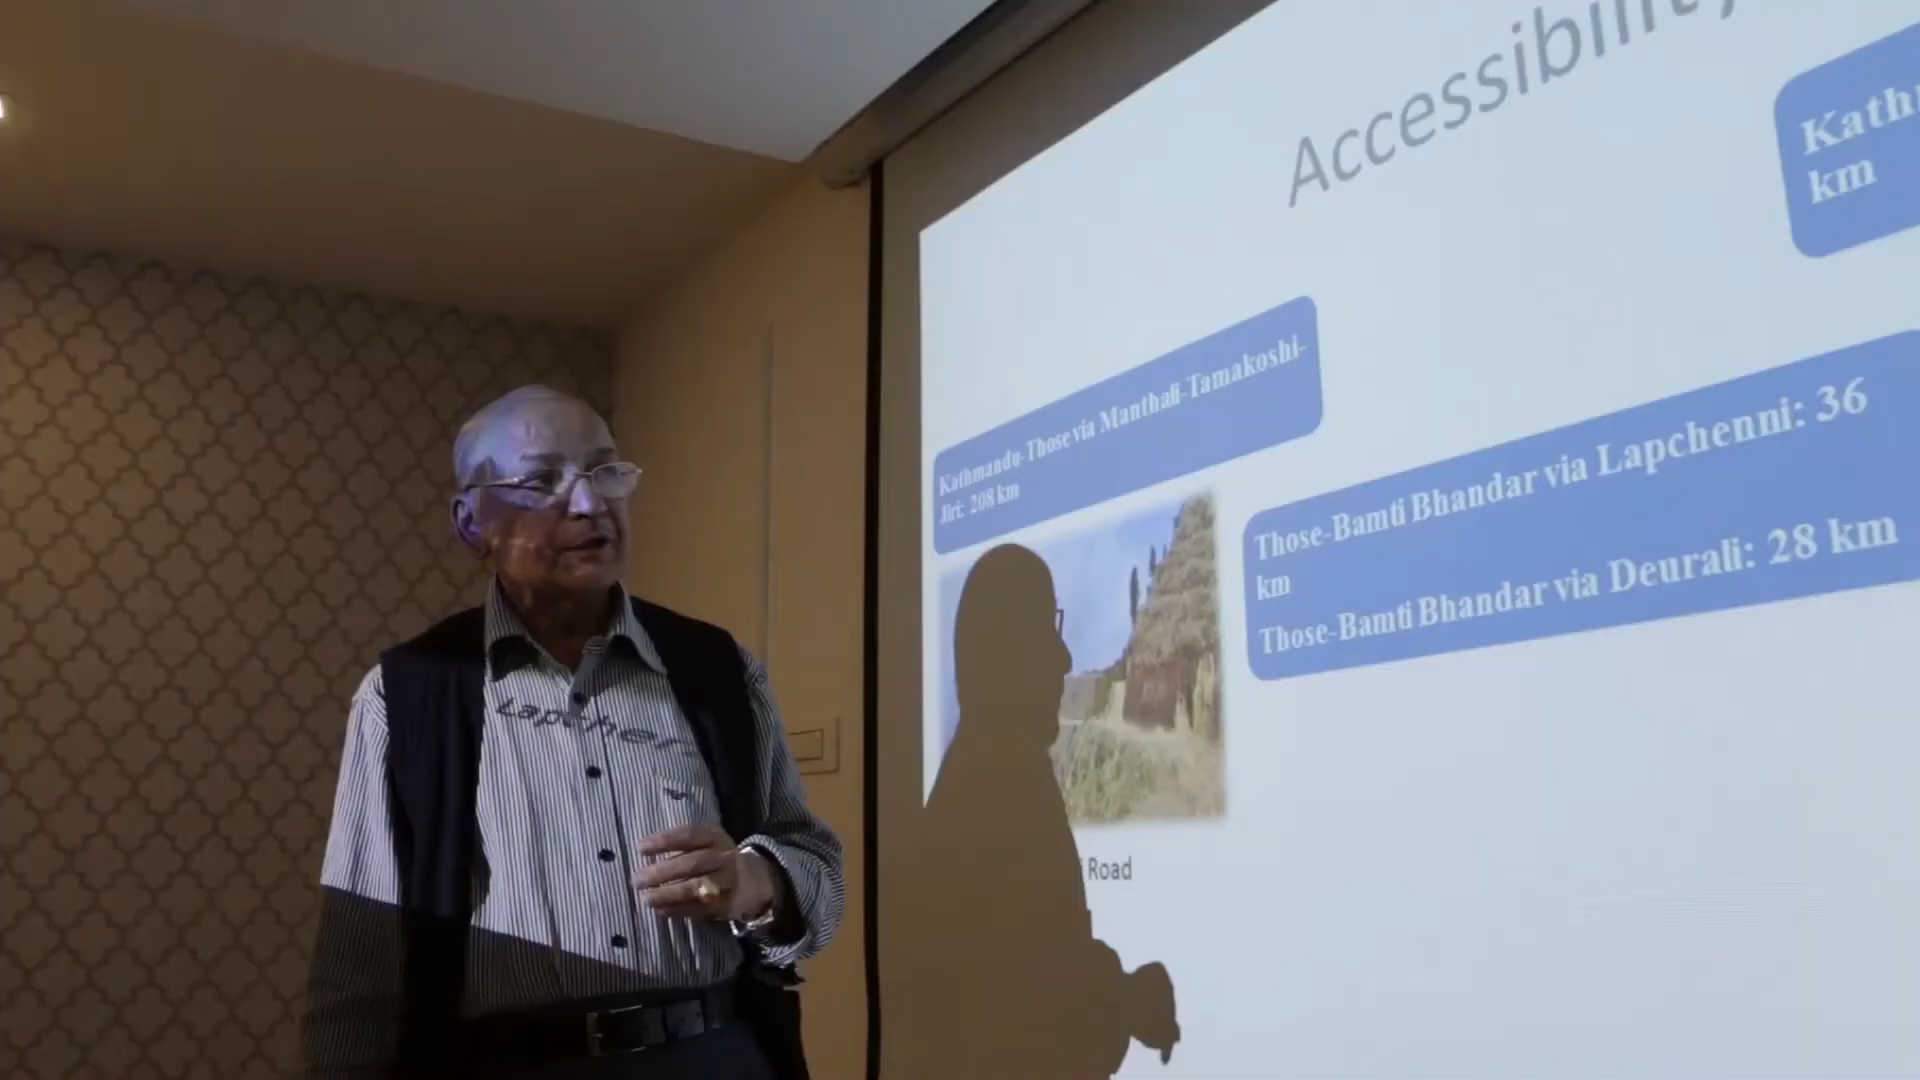 Accessibility
Kath
km
Kathmandu-Those via Manthali-Tamakoshi-
Jiri: 208 km
Those-Bamti Bhandar via Lapchenni: 36
km
Those-Bamti Bhandar via Deurali: 28 km
Road
Lapchen